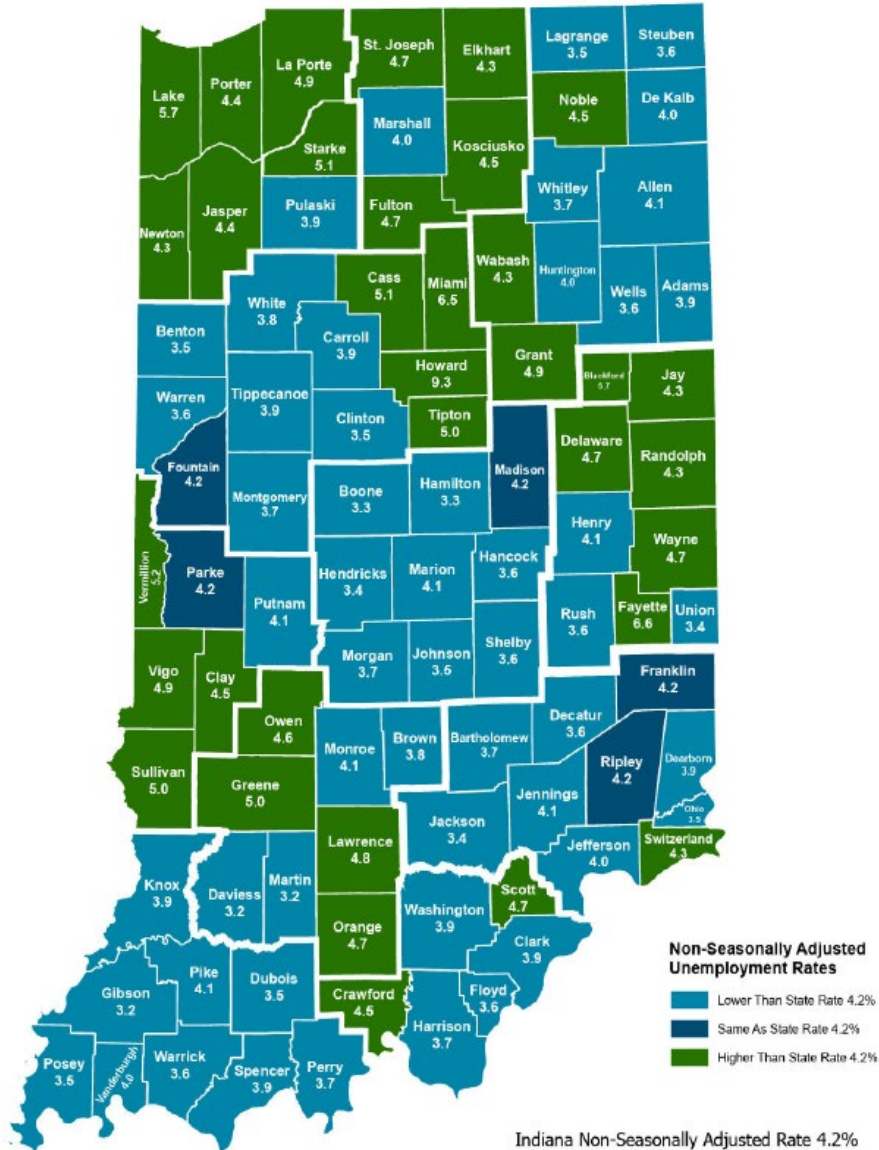 Lake
5.7
Porter
4.4
La Porte
4.9
St. Joseph
4.7
Elkhart
4.3
Lagrange
3.5
Steuben
3.6
Noble
4.5
De Kalb
4.0
Marshall
4.0
Starke
5.1
Kosciusko
4.5
Whitley
3.7
Allen
4.1
Newton
4.3
Jasper
4.4
Pulaski
3.9
Fulton
4.7
Wabash
4.3
Huntington
4.0
Wells
3.6
Adams
3.9
White
3.8
Cass
5.1
Miami
6.5
Benton
3.5
Carroll
3.9
Howard
9.3
Grant
4.9
Blackford
5.7
Jay
4.3
Warren
3.6
Tippecanoe
3.9
Clinton
3.5
Tipton
5.0
Fountain
4.2
Madison
4.2
Delaware
4.7
Randolph
4.3
Montgomery
3.7
Boone
3.3
Hamilton
3.3
Henry
4.1
Wayne
4.7
Vermillion
5.2
Parke
4.2
Putnam
4.1
Hendricks
3.4
Marion
4.1
Hancock
3.6
Rush
3.6
Fayette
6.6
Union
3.4
Vigo
4.9
Clay
4.5
Morgan
3.7
Johnson
3.5
Shelby
3.6
Franklin
4.2
Owen
4.6
Monroe
4.1
Brown
3.8
Bartholomew
3.7
Decatur
3.6
Ripley
4.2
Dearborn
3.9
Sullivan
5.0
Greene
5.0
Jennings
4.1
Ohio
3.5
Jackson
3.4
Switzerland
4.3
Lawrence
4.8
Jefferson
4.0
Knox
3.9
Daviess
3.2
Martin
3.2
Scott
4.7
Washington
3.9
Orange
4.7
Clark
3.9
Gibson
3.2
Pike
4.1
Dubois
3.5
Crawford
4.5
Floyd
3.6
Harrison
3.7
Posey
3.5
Vanderburgh
4.0
Warrick
3.6
Spencer
3.9
Perry
3.7
Non-Seasonally Adjusted
Unemployment Rates
Lower Than State Rate 4.2%
Same As State Rate 4.2%
Higher Than State Rate 4.2%
Indiana Non-Seasonally Adjusted Rate 4.2%